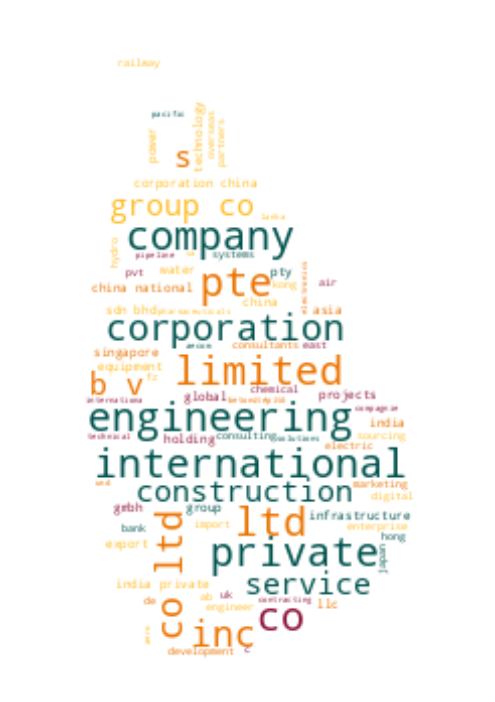 railway
pacific
power
technology
overseas
partners
s
corporation china
group co
lanka
company
hydro
pipeline
systems
pvt
water
pty
china national
pte
kong
electronics
air
china
sdn bhd
pharmaceuticals
asia
corporation
aecom
consultants
east
singapore
limited
equipment
b v
fz
chemical
internationa
global
projects
compagnie
engineering
india
technical
holding
consulting
solutions
sourcing
electric
international
and
marketing
construction
digital
gmbh
group
ltd
infrastructure
bank
import
enterprise
hong
co ltd
export
private
japan
india private
service
de
ab
uk
engineer
contracting
llc
co
inc
development
c